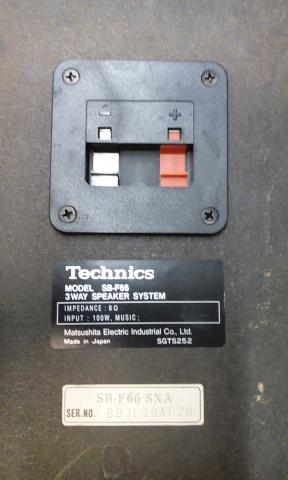 - +
Technics
MODEL SB-F66
3WAY SPEAKER SYSTEM
IMPEDANCE : 8Ω
INPUT : 100W, MUSIC;
Matsushita Electric Industrial Co., Ltd.
Made in Japan SGTS252
SB-F66-SXA
SER.NO. BB3L19A028